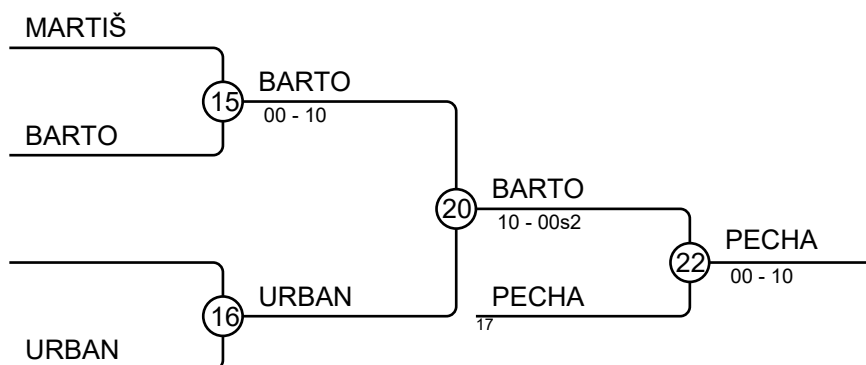 MARTIŠ
15
BARTO
00 - 10
BARTO
20
BARTO
10 - 00s2
22
PECHA
00 - 10
16
URBAN
PECHA
17
URBAN